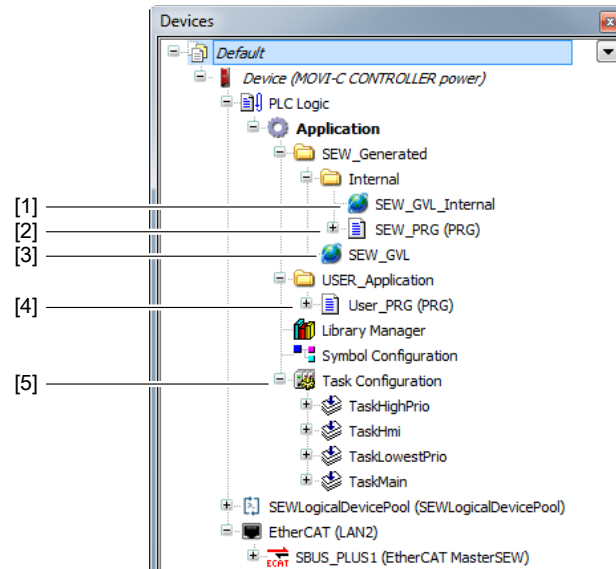 Devices
Default
Device (MOVI-C CONTROLLER power)
PLC Logic
Application
SEW_Generated
Internal
[1] SEW_GVL_Internal
[2] SEW_PRG (PRG)
[3] SEW_GVL
USER_Application
[4] User_PRG (PRG)
Library Manager
Symbol Configuration
[5] Task Configuration
TaskHighPrio
TaskHmi
TaskLowestPrio
TaskMain
SEWLogicalDevicePool (SEWLogicalDevicePool)
EtherCAT (LAN2)
ECAT SBUS_PLUS1 (EtherCAT MasterSEW)